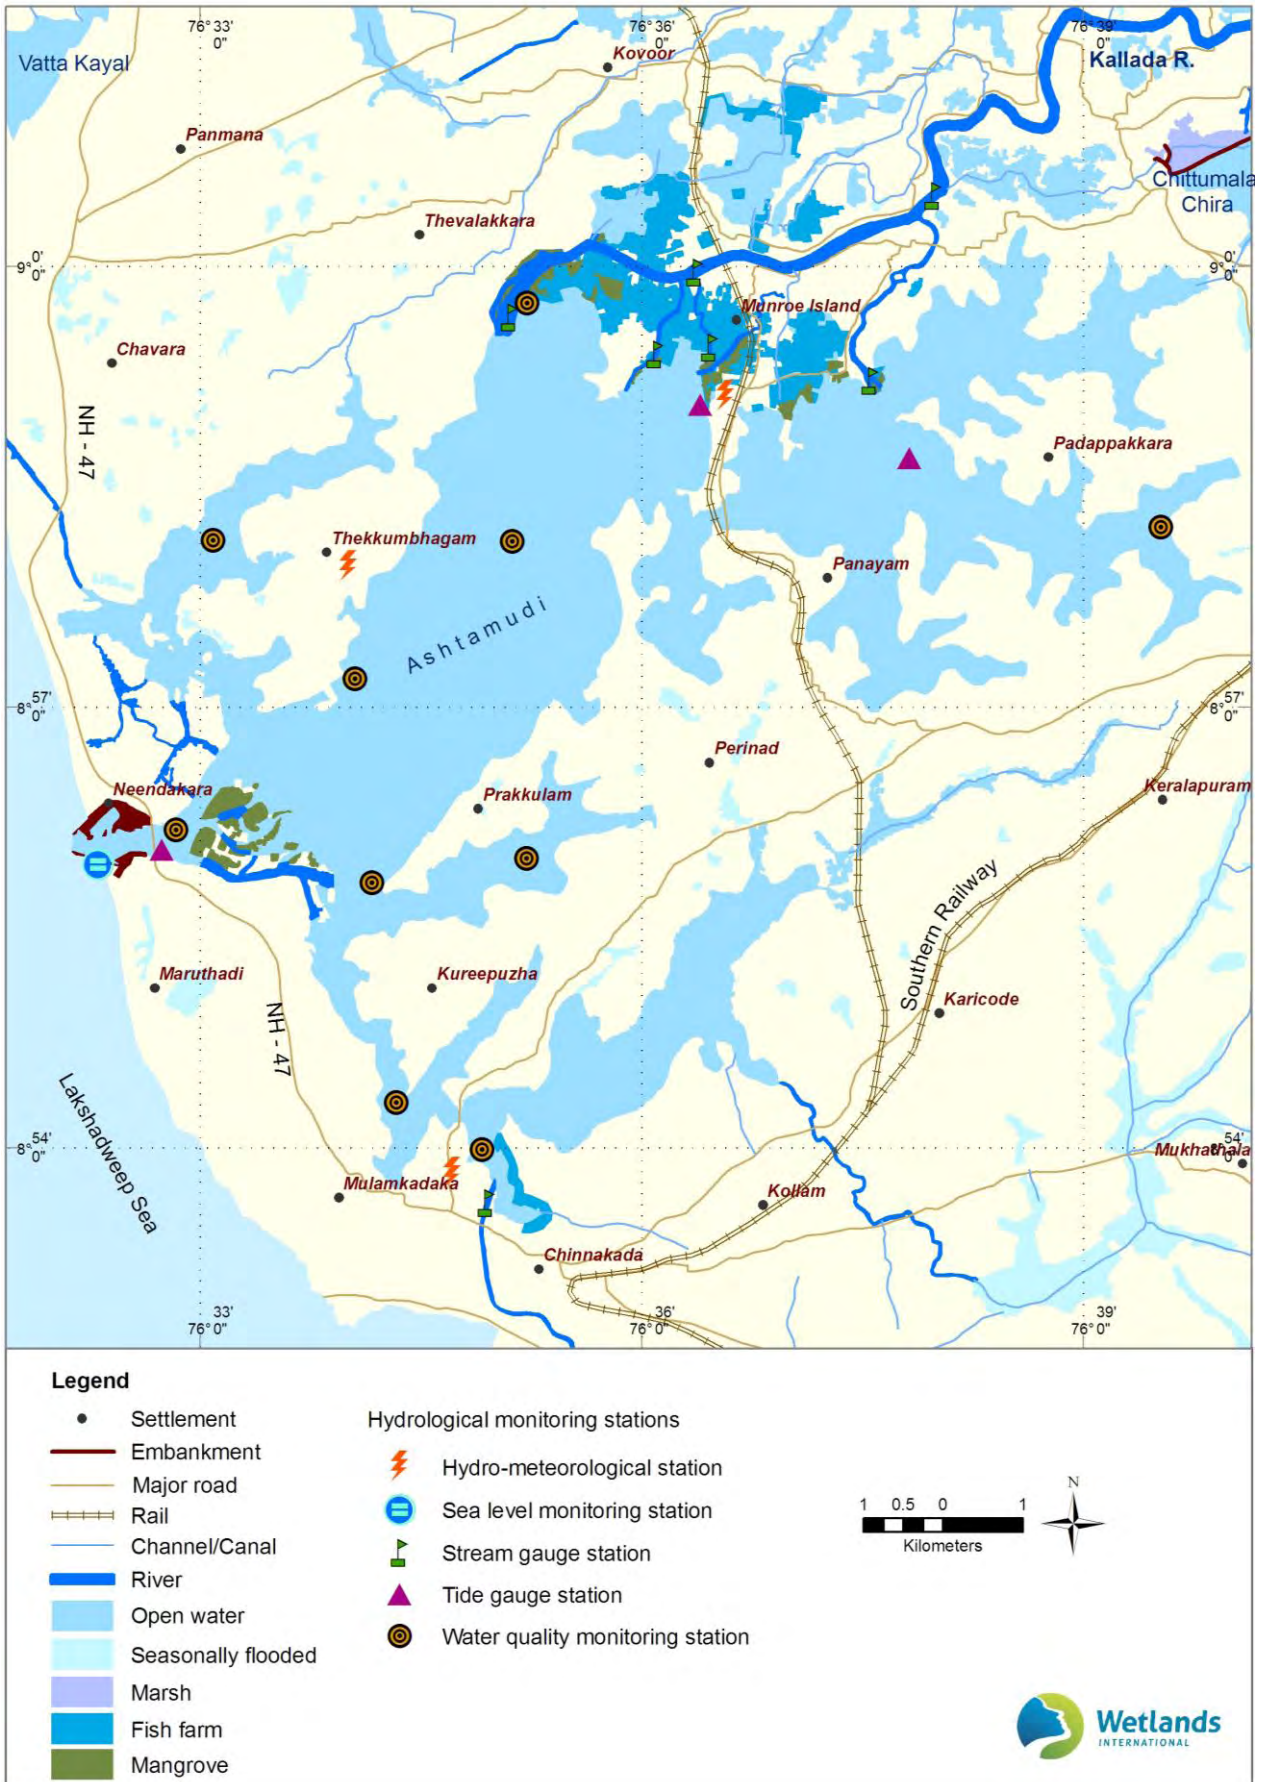 76° 33'
0"
76° 36'
0"
76° 39'
0"
Kovoor
Vatta Kayal
Kallada R.
Panmana
Chittumala
Chira
Thevalakkara
9° 0'
0"
9° 0'
0"
Munroe Island
Chavara
NH - 47
Padappakkara
Thekkumbhagam
Panayam
Ashtamudi
8° 57'
0"
8° 57'
0"
Perinad
Neendakara
Prakkulam
Keralapuram
Southern Railway
Maruthadi
Kureepuzha
Karicode
NH - 47
Lakshadweep Sea
8° 54'
0"
8° 54'
0"
Mukhathala
Mulamkadaka
Kollam
Chinnakada
33'
76° 0"
36'
76° 0"
39'
76° 0"
Legend
Settlement
Embankment
Major road
Rail
Channel/Canal
River
Open water
Seasonally flooded
Marsh
Fish farm
Mangrove
Hydrological monitoring stations
Hydro-meteorological station
Sea level monitoring station
Stream gauge station
Tide gauge station
Water quality monitoring station
1 0.5 0 1
Kilometers
N
Wetlands
INTERNATIONAL